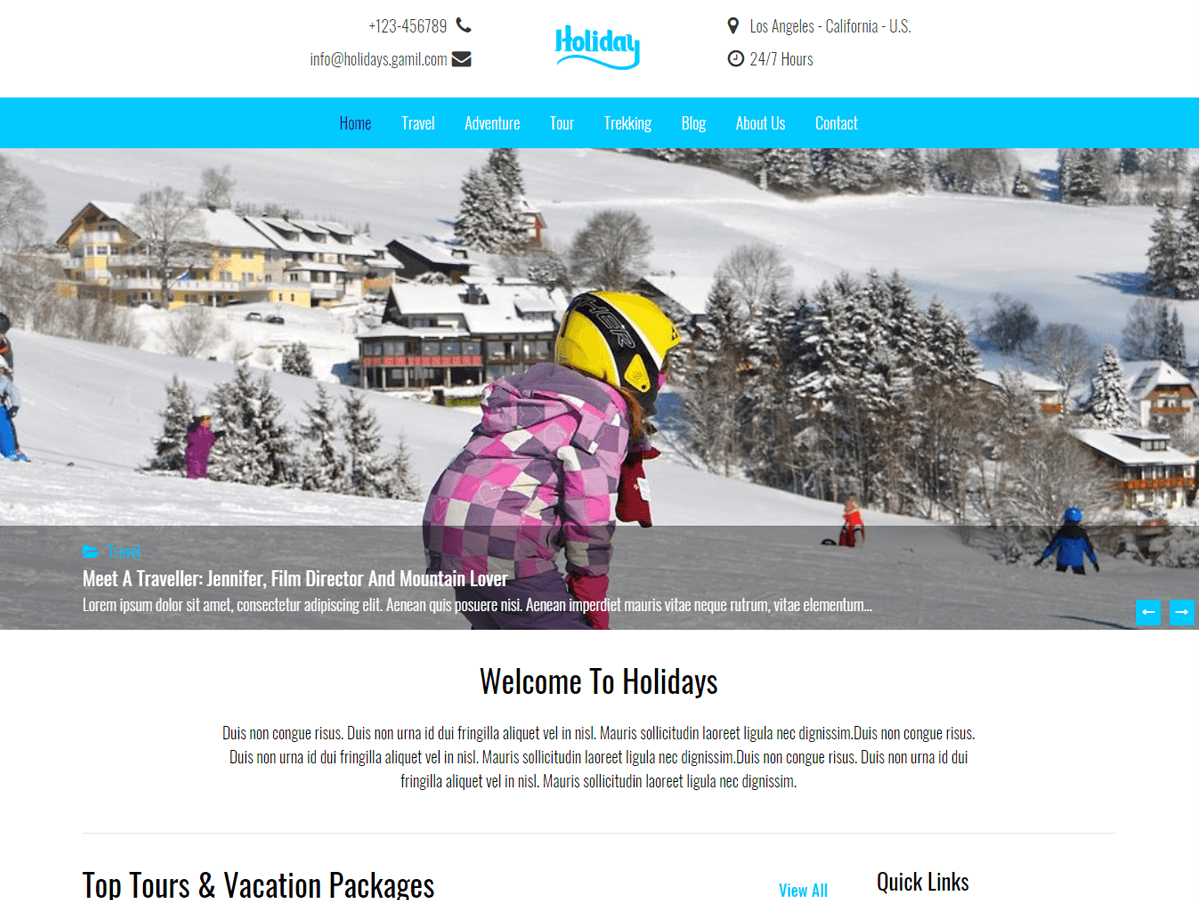 +123-456789
info@holidays.gamil.com
Holiday
Los Angeles - California - U.S.
24/7 Hours
Home Travel Adventure Tour Trekking Blog About Us Contact
Travel
Meet A Traveller: Jennifer, Film Director And Mountain Lover
Lorem ipsum dolor sit amet, consectetur adipiscing elit. Aenean quis posuere nisi. Aenean imperdiet mauris vitae neque rutrum, vitae elementum...
Welcome To Holidays
Duis non congue risus. Duis non urna id dui fringilla aliquet vel in nisl. Mauris sollicitudin laoreet ligula nec dignissim.Duis non congue risus.
Duis non urna id dui fringilla aliquet vel in nisl. Mauris sollicitudin laoreet ligula nec dignissim.Duis non congue risus. Duis non urna id dui
fringilla aliquet vel in nisl. Mauris sollicitudin laoreet ligula nec dignissim.
Top Tours & Vacation Packages
View All
Quick Links